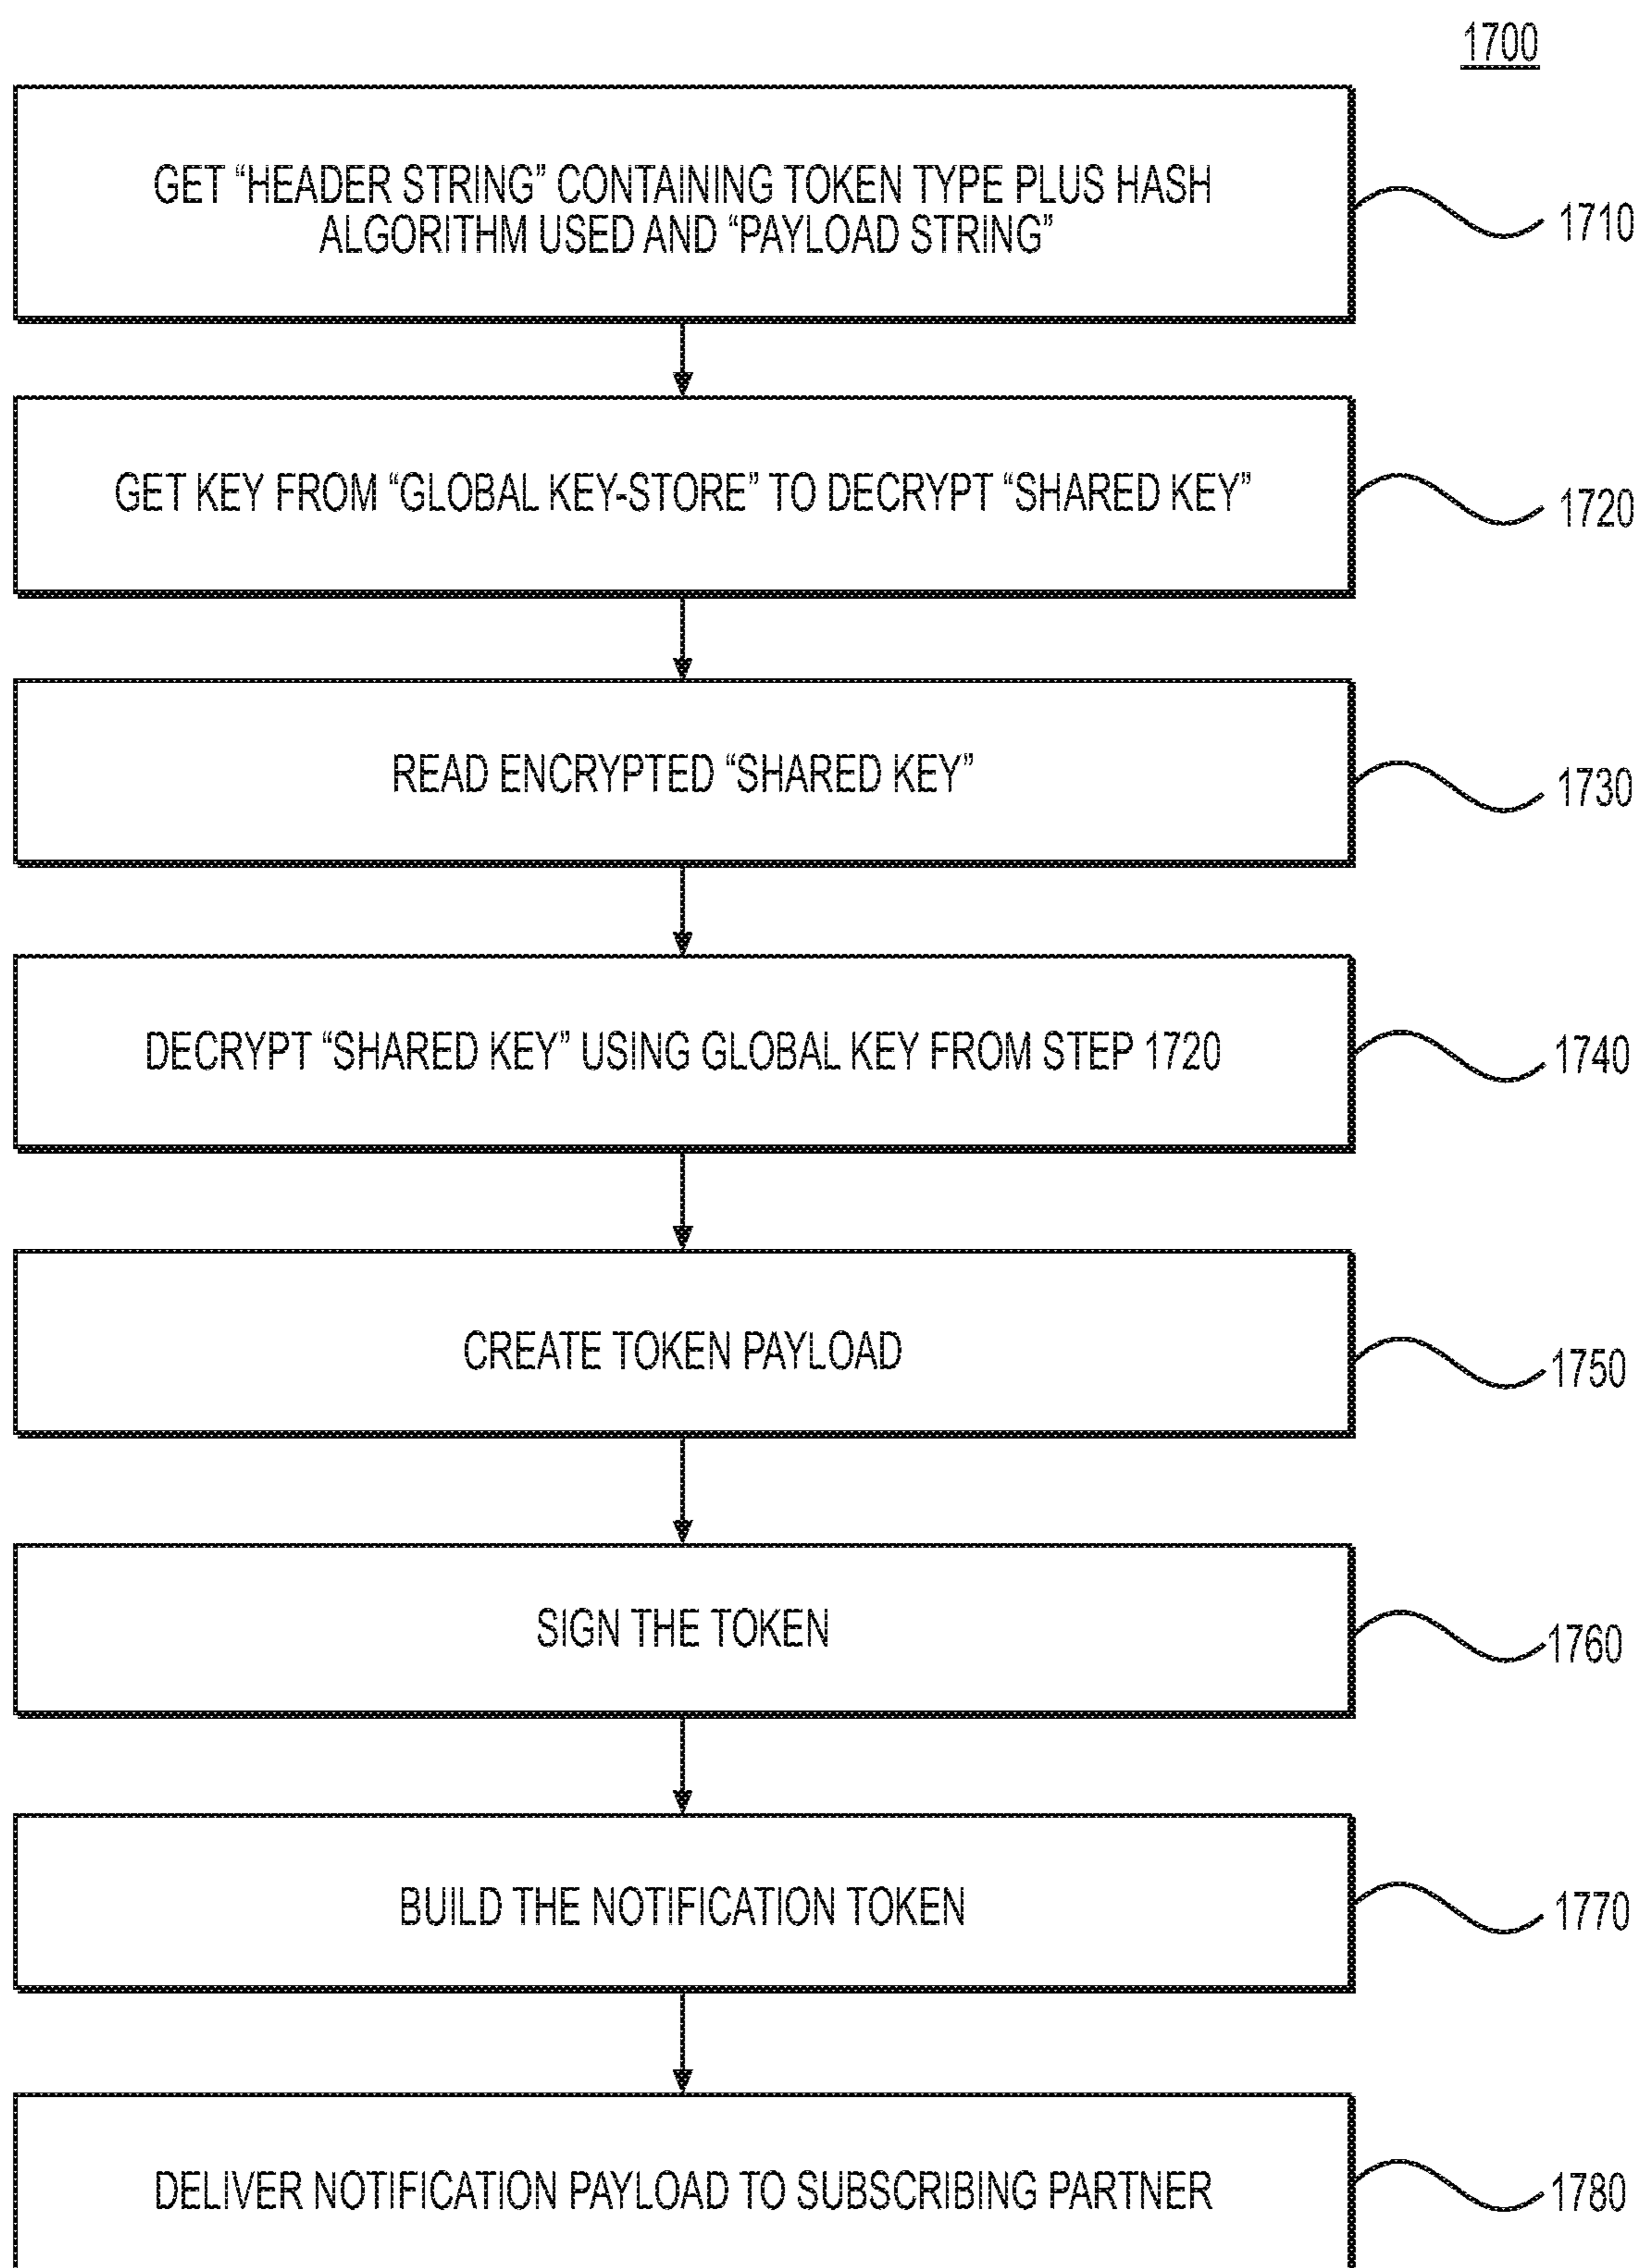 1700
GET “HEADER STRING” CONTAINING TOKEN TYPE PLUS HASH
ALGORITHM USED AND “PAYLOAD STRING”
1710
GET KEY FROM “GLOBAL KEY-STORE” TO DECRYPT “SHARED KEY”
1720
READ ENCRYPTED “SHARED KEY”
1730
DECRYPT “SHARED KEY” USING GLOBAL KEY FROM STEP 1720
1740
CREATE TOKEN PAYLOAD
1750
SIGN THE TOKEN
1760
BUILD THE NOTIFICATION TOKEN
1770
DELIVER NOTIFICATION PAYLOAD TO SUBSCRIBING PARTNER
1780